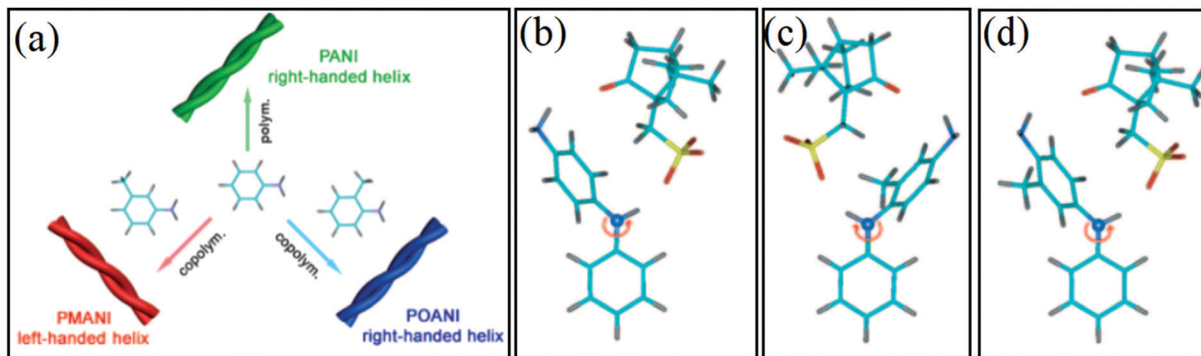 (a)
PANI
right-handed helix
polym.
copolym.
copolym.
PMANI
left-handed helix
POANI
right-handed helix
(b)
(c)
(d)